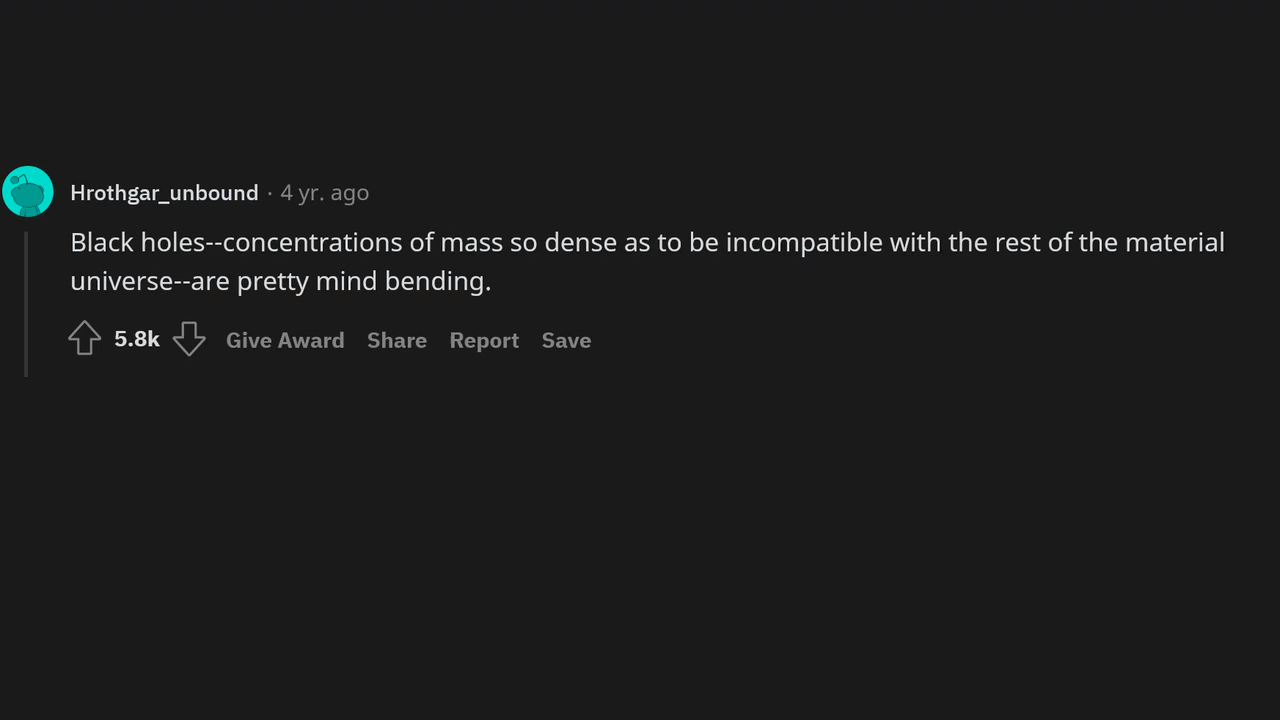 Hrothgar_unbound · 4 yr. ago
Black holes--concentrations of mass so dense as to be incompatible with the rest of the material
universe--are pretty mind bending.
5.8k Give Award Share Report Save